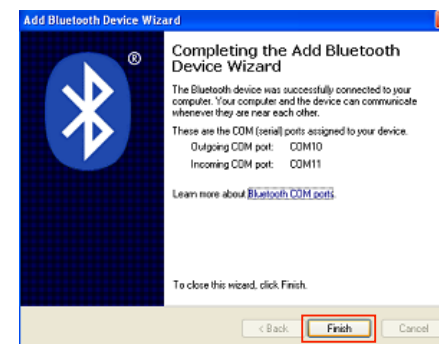 Add Bluetooth Device Wizard
®
Completing the Add Bluetooth
Device Wizard
The Bluetooth device was successfully connected to your
computer. Your computer and the device can communicate
whenever they are near each other.
These are the COM (serial) ports assigned to your device.
Outgoing COM port: COM10
Incoming COM port: COM11
Learn more about Bluetooth COM ports.
To close this wizard, click Finish.
< Back Finish Cancel